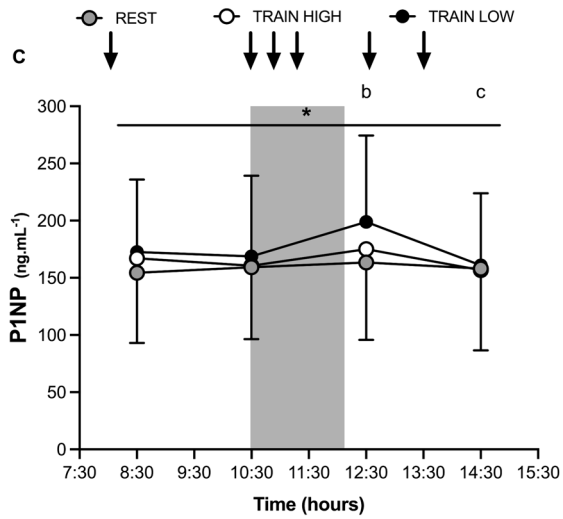 REST TRAIN HIGH TRAIN LOW
C
b c
*
300
250
200
150
100
50
0
P1NP (ng.mL-1)
7:30 8:30 9:30 10:30 11:30 12:30 13:30 14:30 15:30
Time (hours)